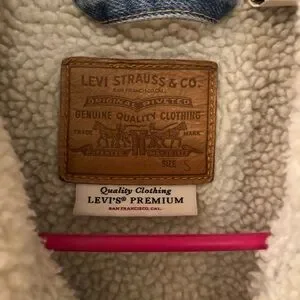 LEVI STRAUSS & CO.
SAN FRANCISCO, CAL.
ORIGINAL RIVETED
GENUINE QUALITY CLOTHING
TRADE MARK
SIZE S
Quality Clothing
LEVI'S® PREMIUM
SAN FRANCISCO, CAL.